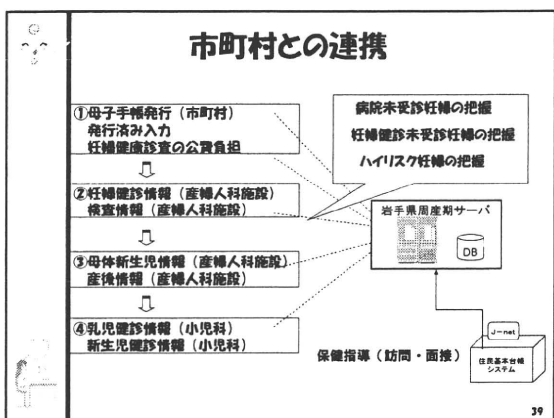 市町村との連携
①母子手帳発行（市町村）
発行済み入力
妊婦健康診査の公費負担
②妊婦健診情報（産婦人科施設）
検査情報（産婦人科施設）
③母体新生児情報（産婦人科施設）
産後情報（産婦人科施設）
④乳児健診情報（小児科）
新生児健診情報（小児科）
病院未受診妊婦の把握
妊婦健診未受診妊婦の把握
ハイリスク妊婦の把握
岩手県周産期サーバ
DB
J－net
住民基本台帳
システム
保健指導（訪問・面接）
39